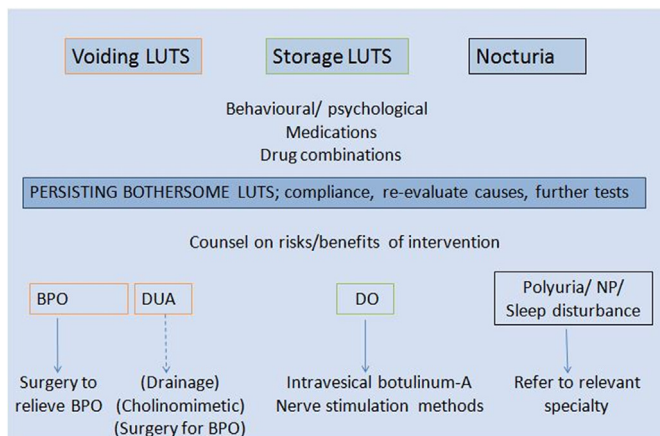 Voiding LUTS
Storage LUTS
Nocturia
Behavioural/ psychological
Medications
Drug combinations
PERSISTING BOTHERSOME LUTS; compliance, re-evaluate causes, further tests
Counsel on risks/benefits of intervention
BPO
DUA
DO
Polyuria/ NP/
Sleep disturbance
Surgery to
relieve BPO
(Drainage)
(Cholinomimetic)
(Surgery for BPO)
Intravesical botulinum-A
Nerve stimulation methods
Refer to relevant
specialty